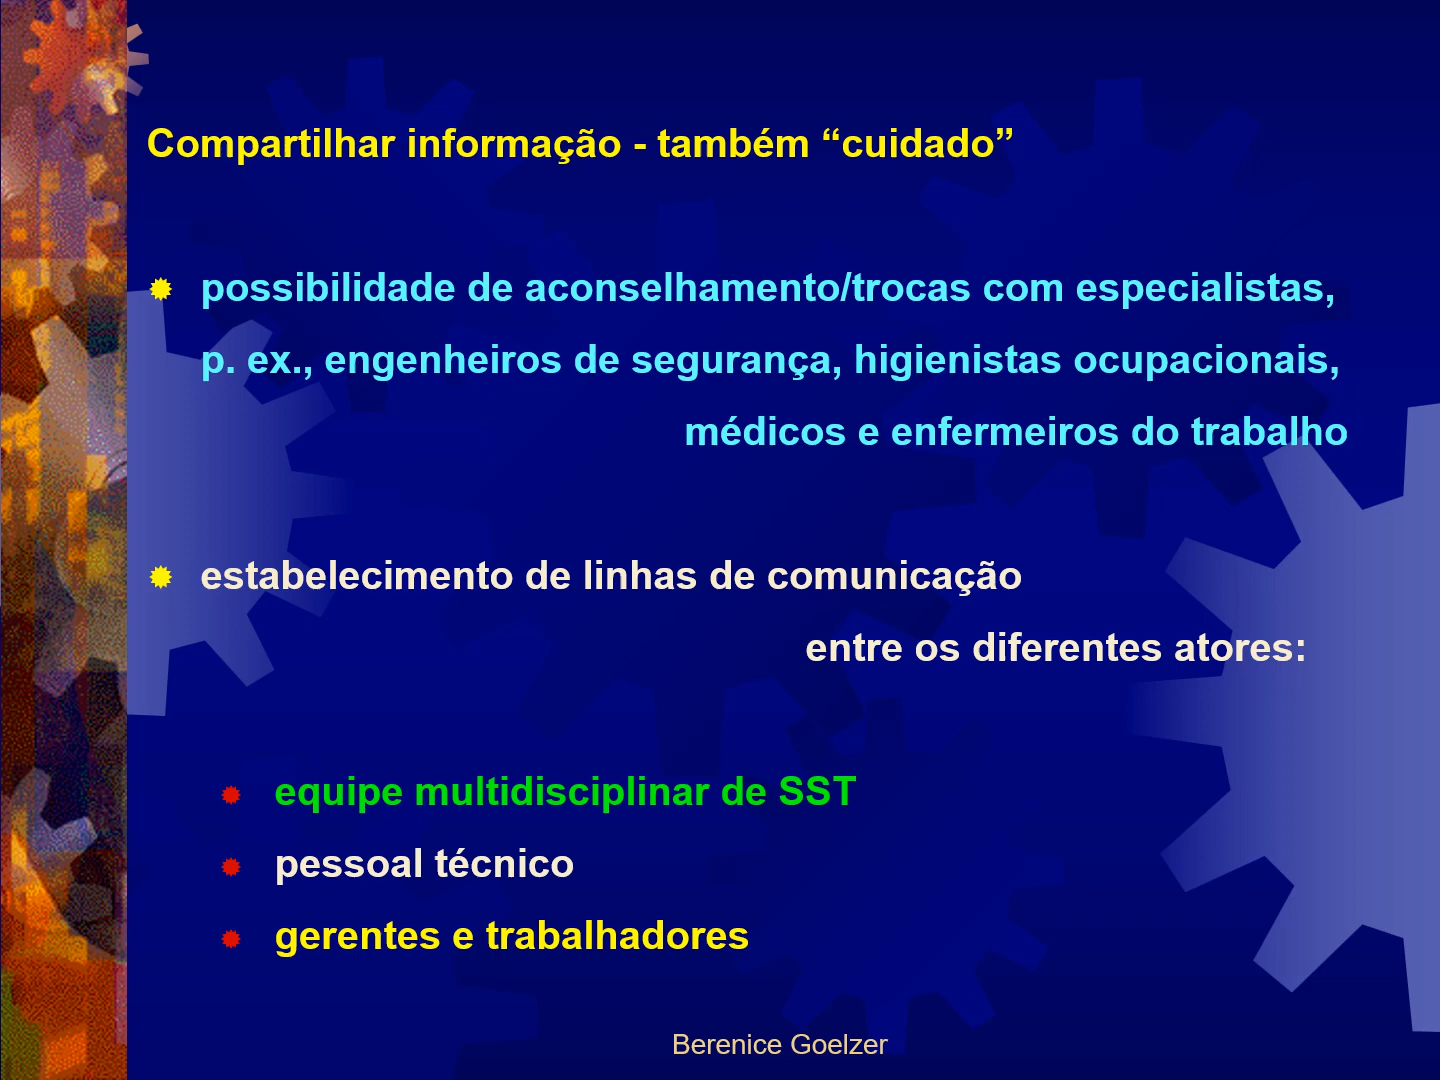 Compartilhar informação - também “cuidado”
possibilidade de aconselhamento/trocas com especialistas,
p. ex., engenheiros de segurança, higienistas ocupacionais,
médicos e enfermeiros do trabalho
estabelecimento de linhas de comunicação
entre os diferentes atores:
equipe multidisciplinar de SST
pessoal técnico
gerentes e trabalhadores
Berenice Goelzer